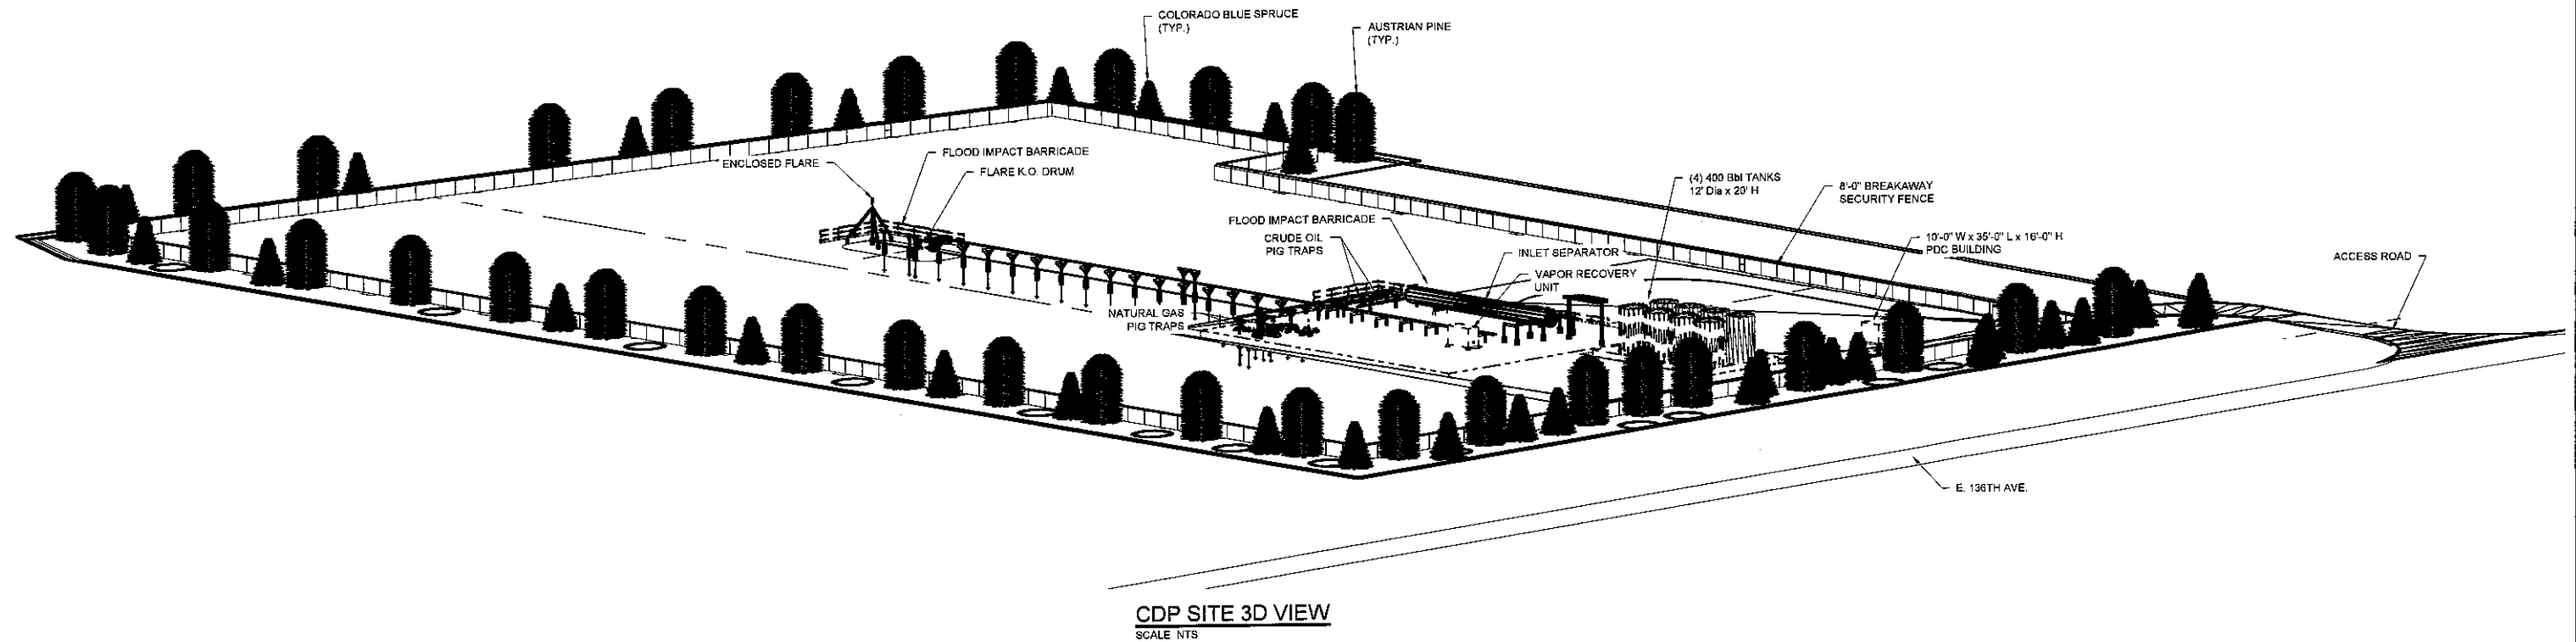 COLORADO BLUE SPRUCE
(TYP.)
AUSTRIAN PINE
(TYP.)
ENCLOSED FLARE
FLOOD IMPACT BARRICADE
FLARE K.O. DRUM
(4) 400 Bbl TANKS
12' Dia x 20' H
8'-0" BREAKAWAY
SECURITY FENCE
FLOOD IMPACT BARRICADE
CRUDE OIL
PIG TRAPS
INLET SEPARATOR
VAPOR RECOVERY
UNIT
10'-0" W x 35'-0" L x 16'-0" H
PDC BUILDING
ACCESS ROAD
NATURAL GAS
PIG TRAPS
E. 136TH AVE.
CDP SITE 3D VIEW
SCALE NTS